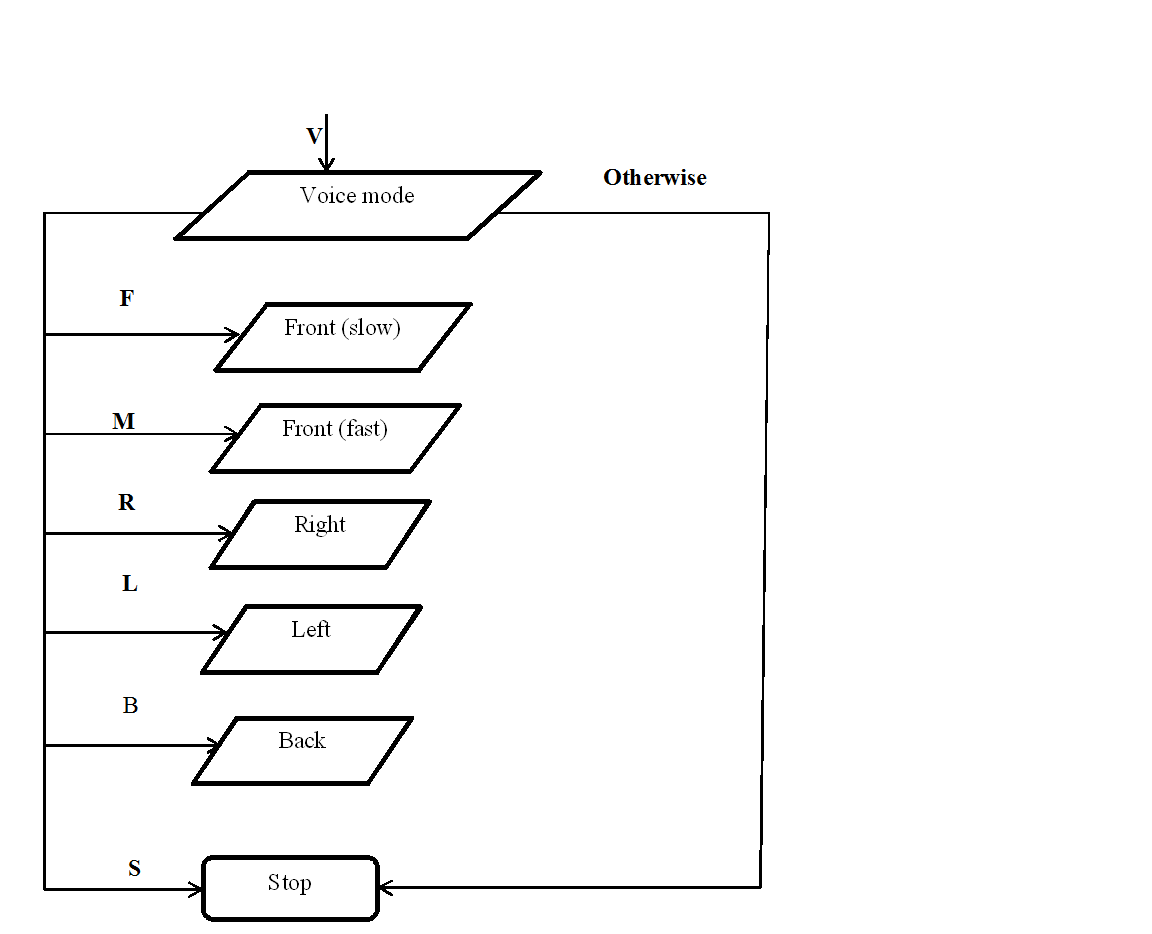 V
Voice mode
Otherwise
F
Front (slow)
M
Front (fast)
R
Right
L
Left
B
Back
S
Stop